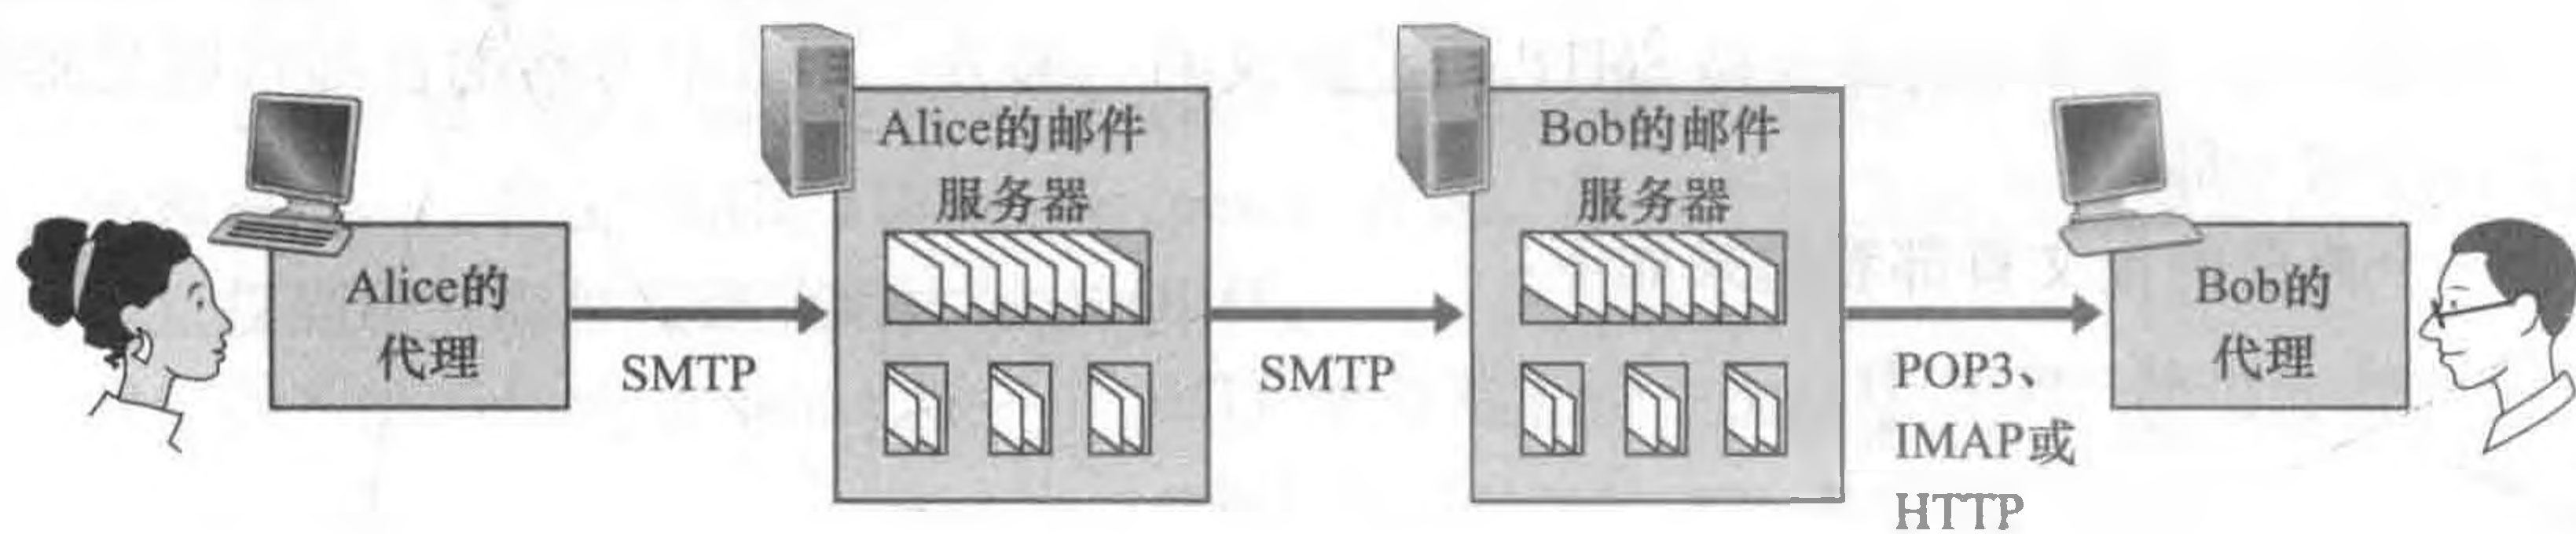 Alice的
代理
SMTP
Alice的邮件
服务器
SMTP
Bob的邮件
服务器
POP3、
IMAP或
HTTP
Bob的
代理